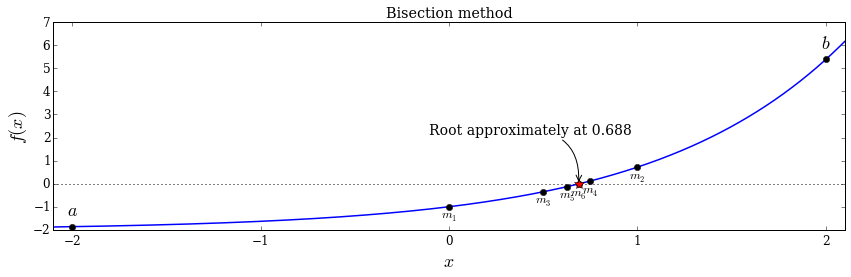 Bisection method
7
6
5
4
3
2
1
0
−1
−2
f(x)
a
b
Root approximately at 0.688
m1
m3
m5
m6
m4
m2
−2
−1
0
1
2
x